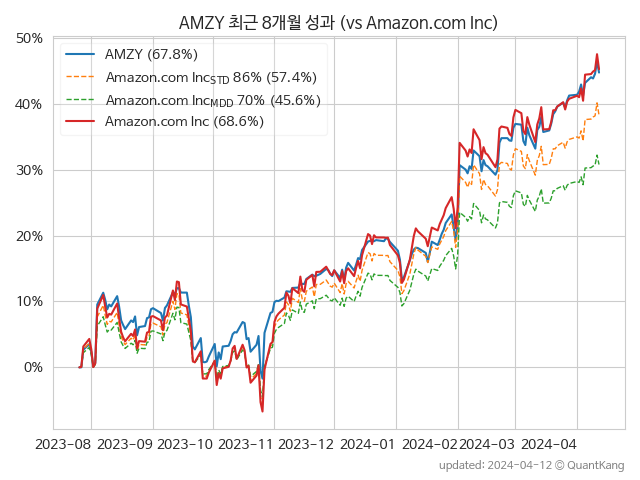 AMZY 최근 8개월 성과 (vs Amazon.com Inc)
50%
40%
30%
20%
10%
0%
AMZY (67.8%)
Amazon.com IncSTD 86% (57.4%)
Amazon.com IncMDD 70% (45.6%)
Amazon.com Inc (68.6%)
2023-08 2023-09 2023-10 2023-11 2023-12 2024-01 2024-02 2024-03 2024-04
updated: 2024-04-12 © QuantKang